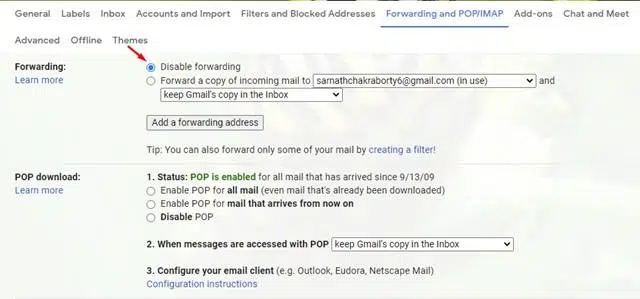 General Labels Inbox Accounts and Import Filters and Blocked Addresses Forwarding and POP/IMAP Add-ons Chat and Meet
Advanced Offline Themes
Forwarding: Disable forwarding
Learn more Forward a copy of incoming mail to sarnathchakraborty6@gmail.com (in use) and
keep Gmail's copy in the Inbox
Add a forwarding address
Tip: You can also forward only some of your mail by creating a filter!
POP download: 1. Status: POP is enabled for all mail that has arrived since 9/13/09
Learn more Enable POP for all mail (even mail that's already been downloaded)
Enable POP for mail that arrives from now on
Disable POP
2. When messages are accessed with POP keep Gmail's copy in the Inbox
3. Configure your email client (e.g. Outlook, Eudora, Netscape Mail)
Configuration instructions